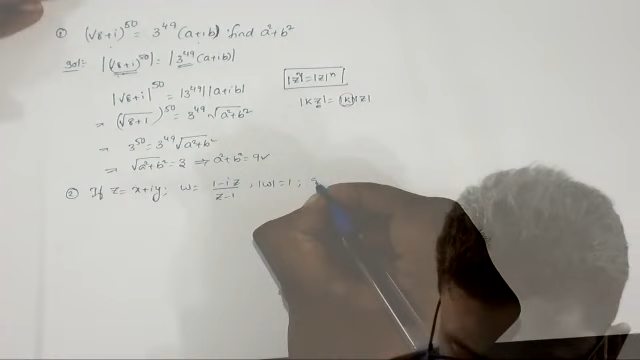 ① (√8+i)^50 = 3^49 (a+ib) find a²+b²
Sol: |(√8+i)^50| = |3^49 (a+ib)|
|√8+i|^50 = |3^49||a+ib|
|z^n| = |z|^n
|kz| = |k||z|
⇒ (√8+1)^50 = 3^49 √a²+b²
⇒ 3^50 = 3^49 √a²+b²
⇒ √a²+b² = 3 ⇒ a²+b² = 9✓
② If z = x+iy; w = (1-iz)/(z-i), |w| = 1;